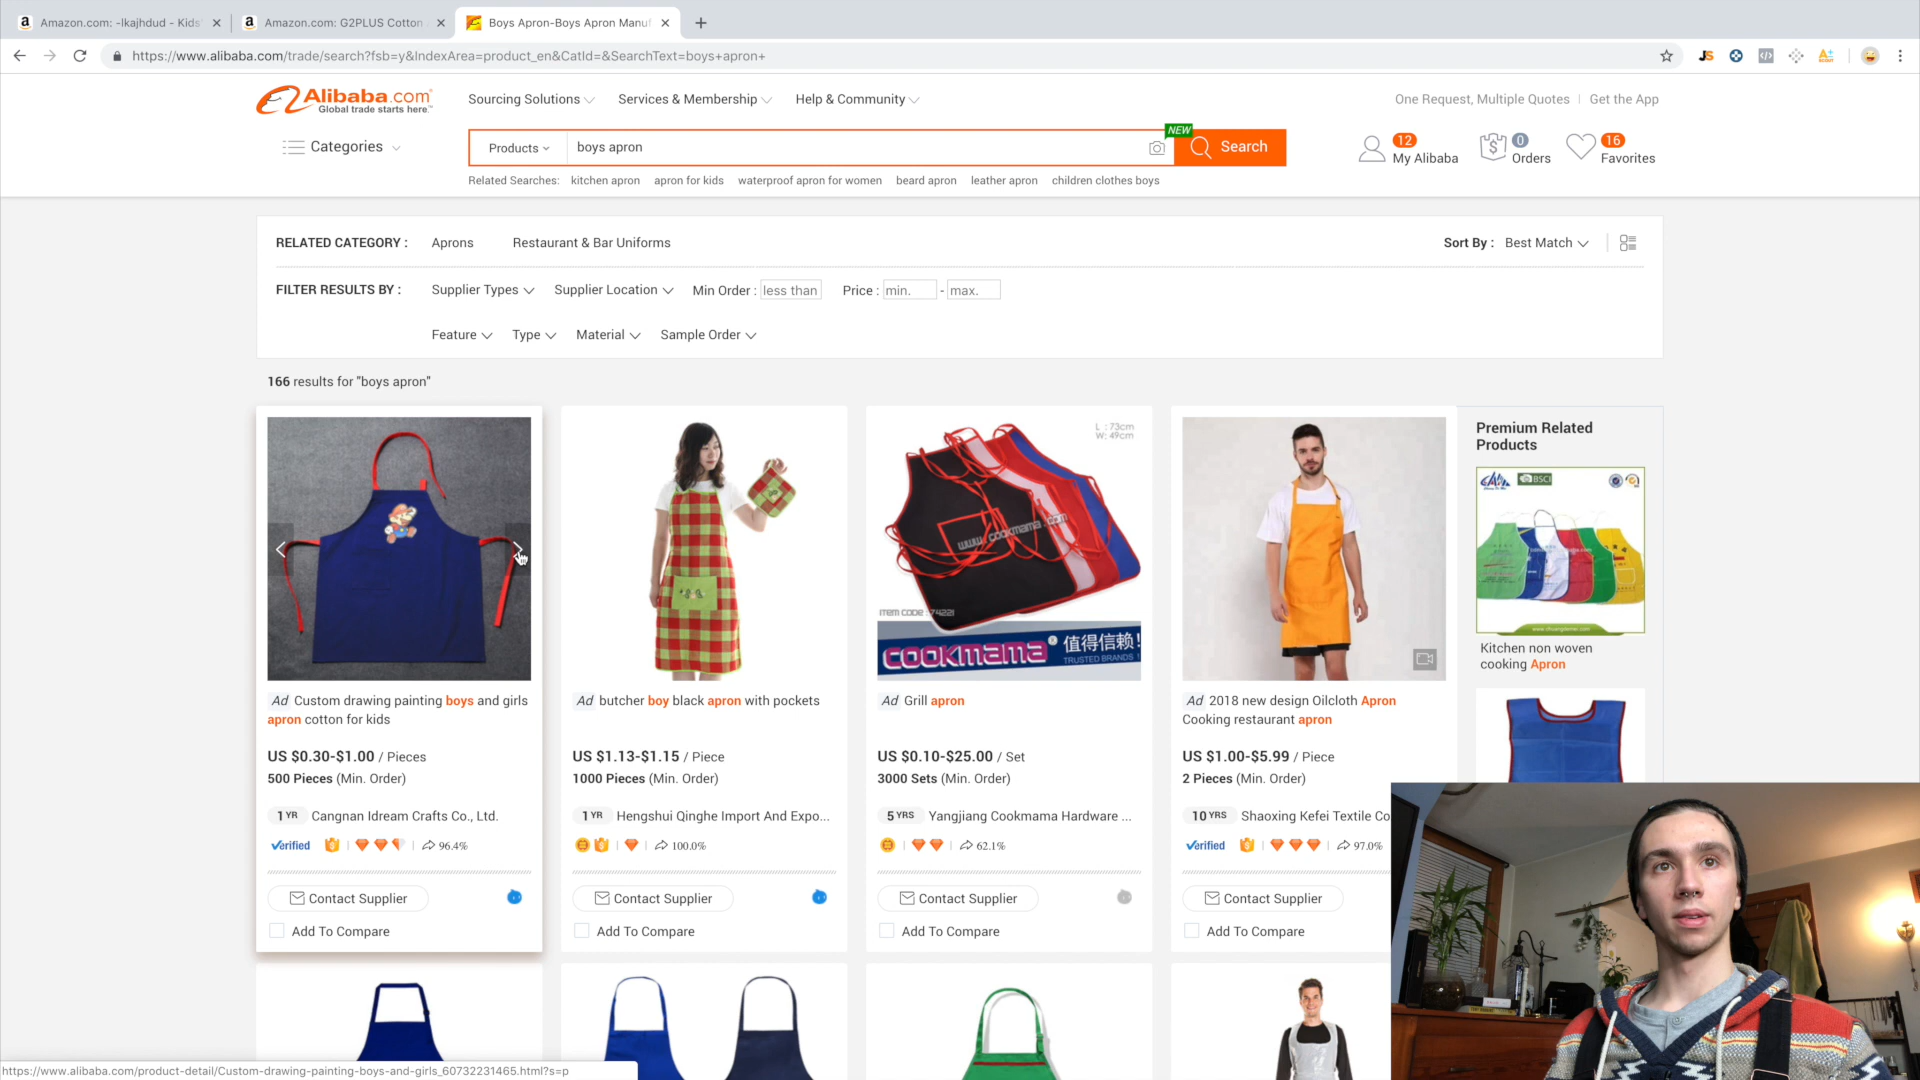 Amazon.com: -lkajhdud - Kids'
Amazon.com: G2PLUS Cotton
Boys Apron-Boys Apron Manuf
https://www.alibaba.com/trade/search?fsb=y&IndexArea=product_en&CatId=&SearchText=boys+apron+
Alibaba.com
Global trade starts here.™
Sourcing Solutions
Services & Membership
Help & Community
One Request, Multiple Quotes
Get the App
Categories
Products
boys apron
NEW
Search
12
My Alibaba
0
Orders
16
Favorites
Related Searches: kitchen apron apron for kids waterproof apron for women beard apron leather apron children clothes boys
RELATED CATEGORY : Aprons Restaurant & Bar Uniforms
Sort By : Best Match
FILTER RESULTS BY : Supplier Types Supplier Location Min Order : less than Price : min. - max.
Feature Type Material Sample Order
166 results for "boys apron"
Ad Custom drawing painting boys and girls
apron cotton for kids
US $0.30-$1.00 / Pieces
500 Pieces (Min. Order)
1 YR Cangnan Idream Crafts Co., Ltd.
Verified 96.4%
Contact Supplier
Add To Compare
Ad butcher boy black apron with pockets
US $1.13-$1.15 / Piece
1000 Pieces (Min. Order)
1 YR Hengshui Qinghe Import And Expo...
100.0%
Contact Supplier
Add To Compare
L :73cm
W: 49cm
www.cookmama.com
ITEM CODE: 74221
COOKMAMA® 值得信赖!
TRUSTED BRANDS !
Ad Grill apron
US $0.10-$25.00 / Set
3000 Sets (Min. Order)
5 YRS Yangjiang Cookmama Hardware ...
62.1%
Contact Supplier
Add To Compare
Ad 2018 new design Oilcloth Apron
Cooking restaurant apron
US $1.00-$5.99 / Piece
2 Pieces (Min. Order)
10 YRS Shaoxing Kefei Textile Co
Verified 97.0%
Contact Supplier
Add To Compare
Premium Related
Products
BSCI
Kitchen non woven
cooking Apron
https://www.alibaba.com/product-detail/Custom-drawing-painting-boys-and-girls_60732231465.html?s=p